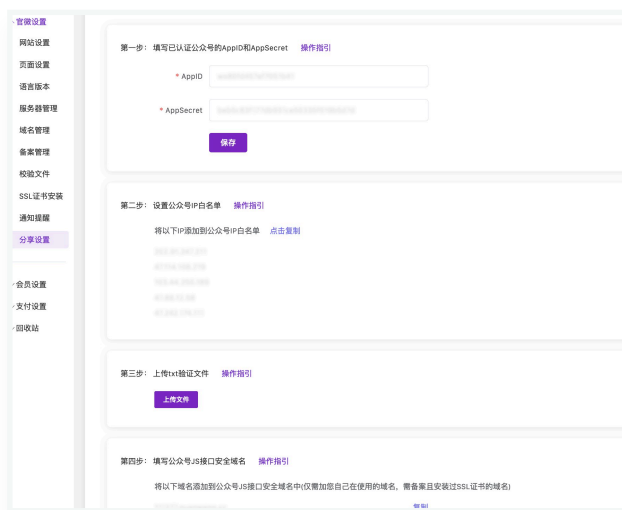 官微设置
网站设置
页面设置
语言版本
服务器管理
域名管理
备案管理
校验文件
SSL证书安装
通知提醒
分享设置
会员设置
支付设置
回收站
第一步: 填写已认证公众号的AppID和AppSecret 操作指引
* AppID
* AppSecret
保存
第二步: 设置公众号IP白名单 操作指引
将以下IP添加到公众号IP白名单 点击复制
第三步: 上传txt验证文件 操作指引
上传文件
第四步: 填写公众号JS接口安全域名 操作指引
将以下域名添加到公众号JS接口安全域名中(仅需加您自己在使用的域名，需备案且安装过SSL证书的域名)
复制